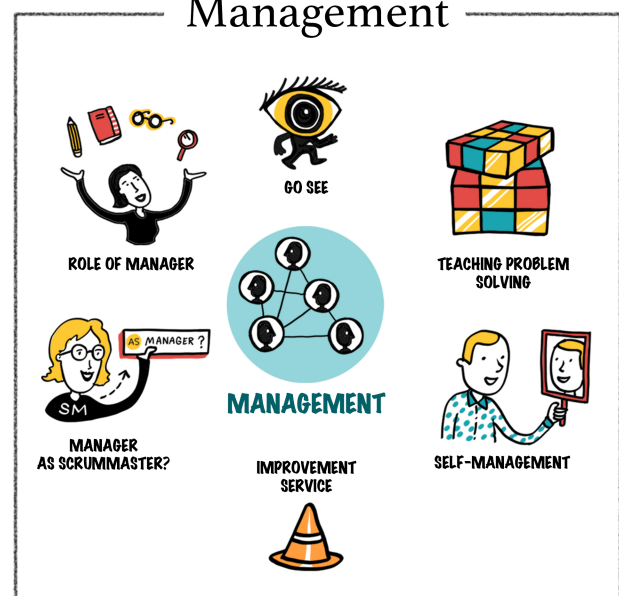 Management
GO SEE
ROLE OF MANAGER
TEACHING PROBLEM
SOLVING
AS MANAGER ?
SM
MANAGEMENT
MANAGER
AS SCRUMMASTER?
IMPROVEMENT
SERVICE
SELF-MANAGEMENT